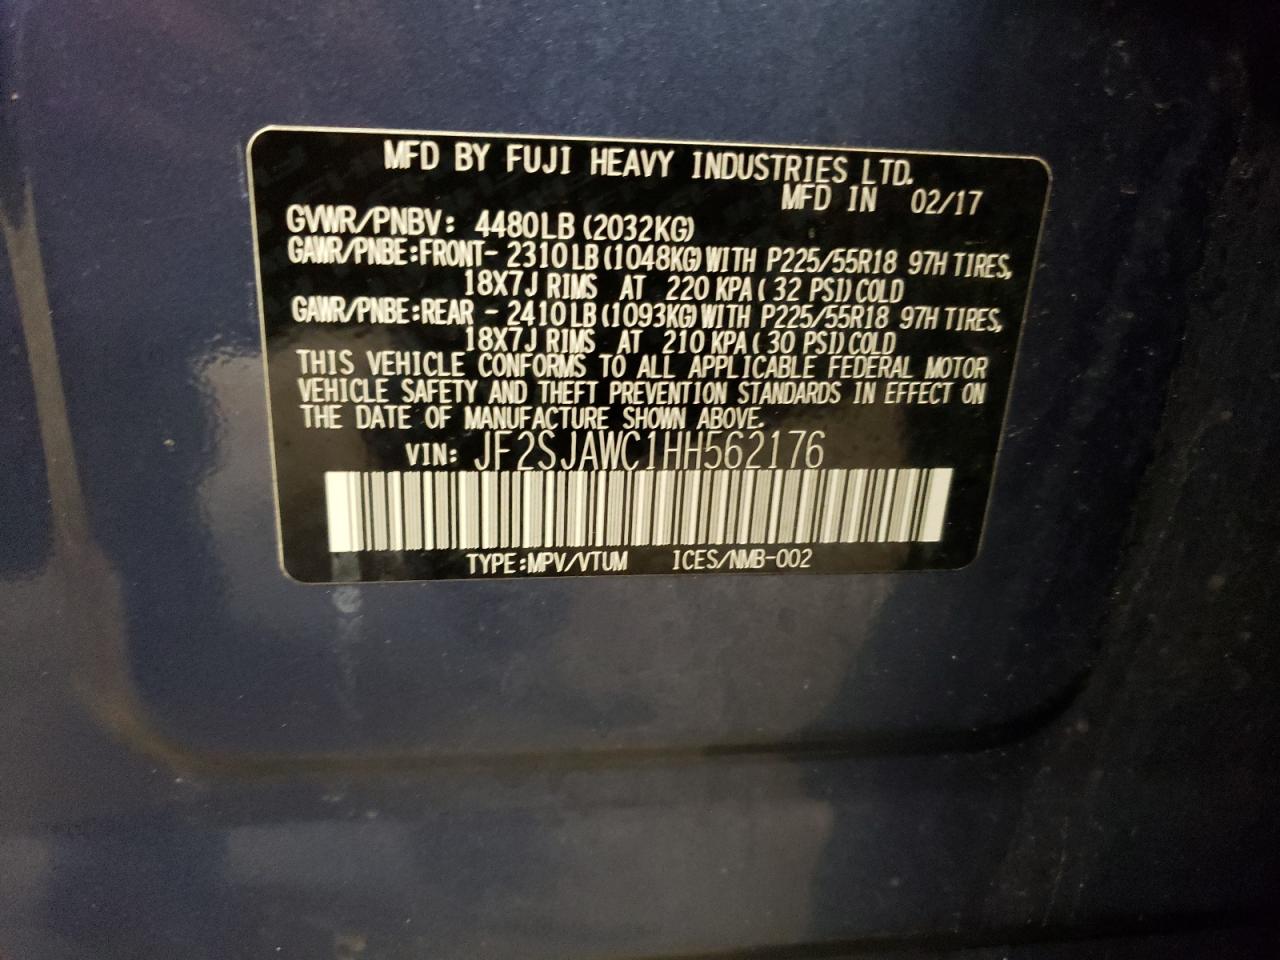 MFD BY FUJI HEAVY INDUSTRIES LTD.
MFD IN 02/17
GVWR/PNBV: 4480LB (2032KG)
GAWR/PNBE:FRONT- 2310LB (1048KG) WITH P225/55R18 97H TIRES,
18X7J RIMS AT 220 KPA ( 32 PSI) COLD
GAWR/PNBE:REAR - 2410LB (1093KG) WITH P225/55R18 97H TIRES,
18X7J RIMS AT 210 KPA ( 30 PSI) COLD
THIS VEHICLE CONFORMS TO ALL APPLICABLE FEDERAL MOTOR
VEHICLE SAFETY AND THEFT PREVENTION STANDARDS IN EFFECT ON
THE DATE OF MANUFACTURE SHOWN ABOVE.
VIN: JF2SJAWC1HH562176
TYPE:MPV/VTUM ICES/NMB-002